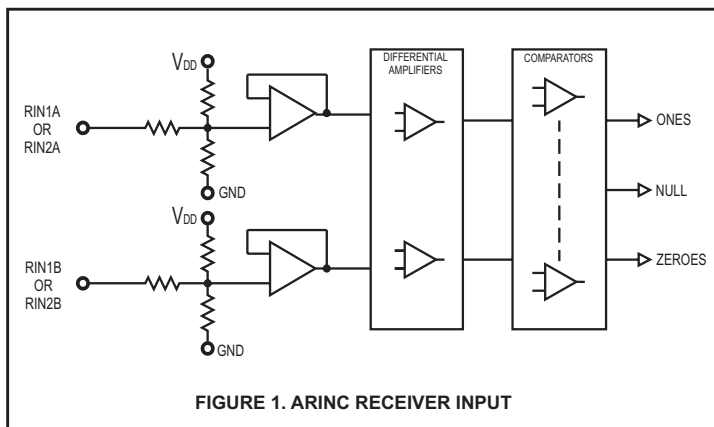 DIFFERENTIAL
AMPLIFIERS
COMPARATORS
VDD
RIN1A
OR
RIN2A
GND
ONES
NULL
VDD
RIN1B
OR
RIN2B
GND
ZEROES
FIGURE 1. ARINC RECEIVER INPUT